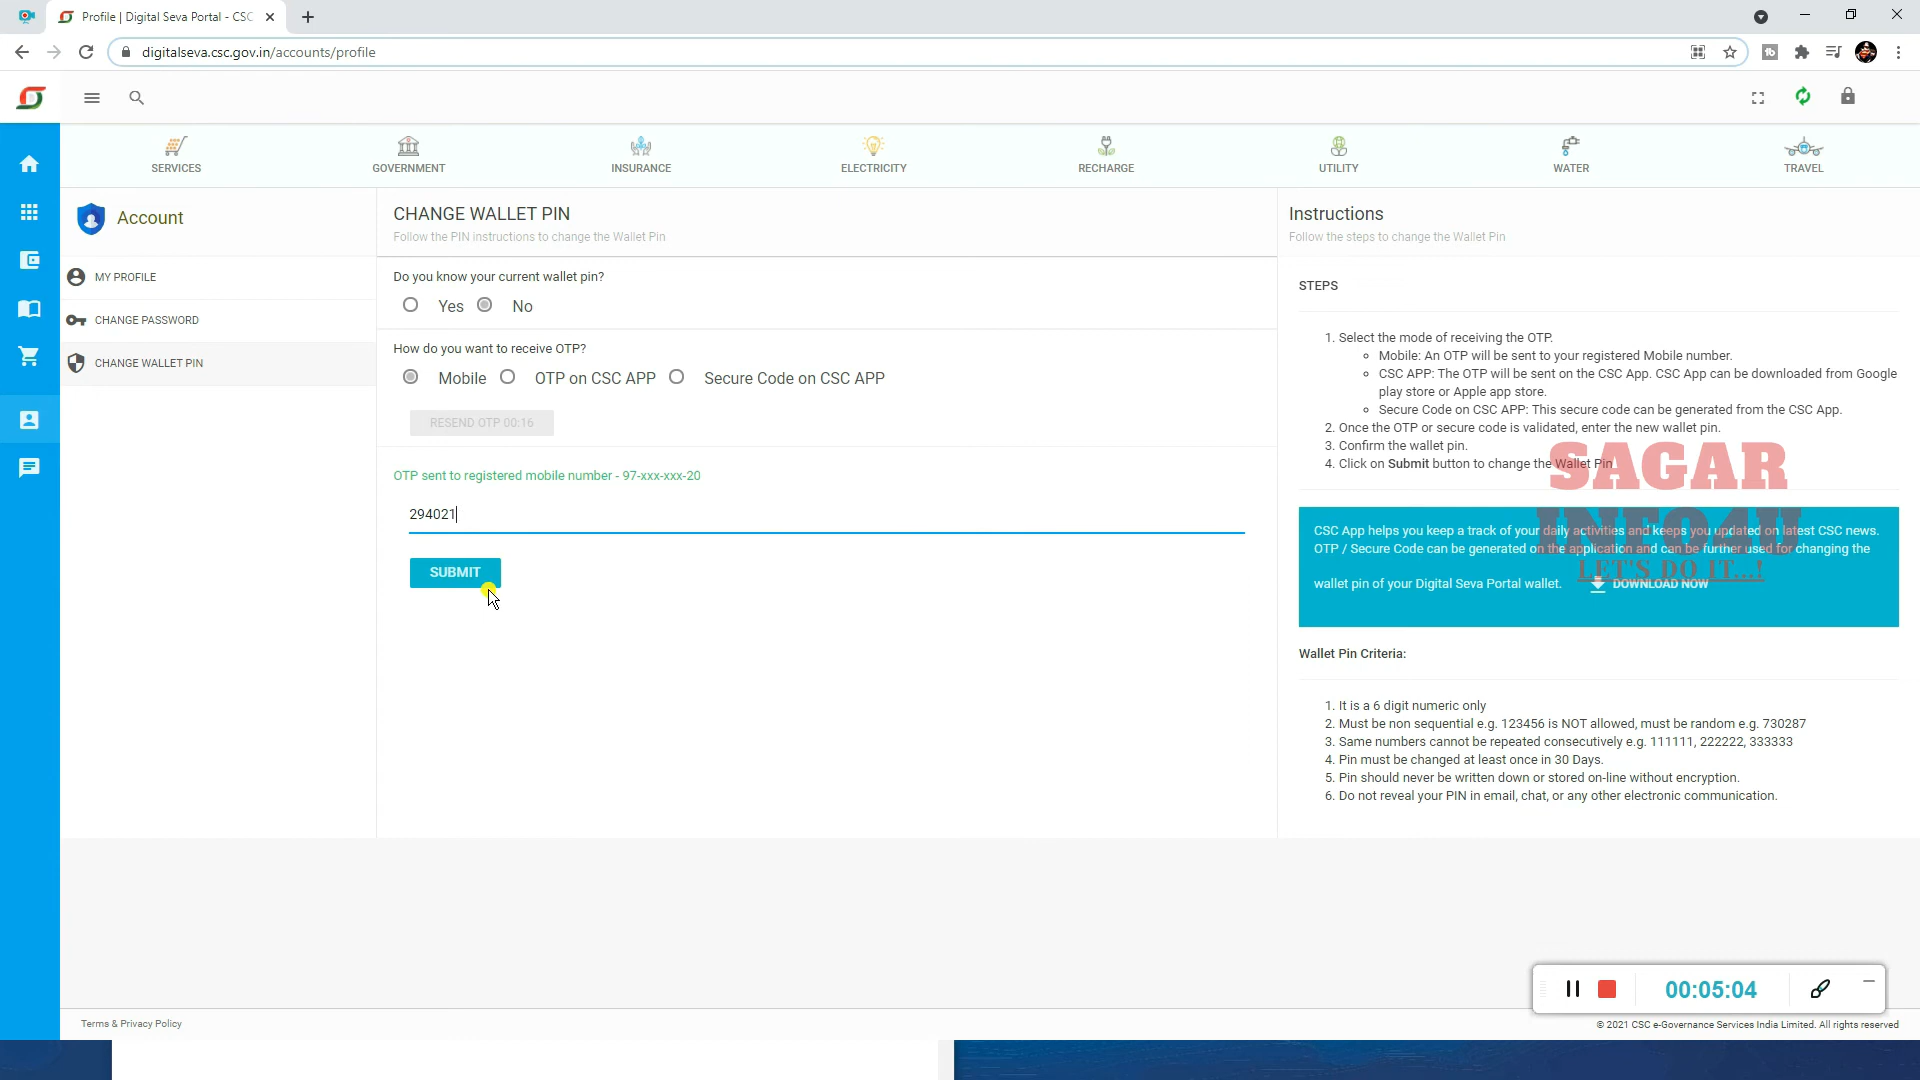 Profile | Digital Seva Portal - CSC
digitalseva.csc.gov.in/accounts/profile
SERVICES
GOVERNMENT
INSURANCE
ELECTRICITY
RECHARGE
UTILITY
WATER
TRAVEL
Account
MY PROFILE
CHANGE PASSWORD
CHANGE WALLET PIN
CHANGE WALLET PIN
Follow the PIN instructions to change the Wallet Pin
Do you know your current wallet pin?
Yes No
How do you want to receive OTP?
Mobile OTP on CSC APP Secure Code on CSC APP
RESEND OTP 00:16
OTP sent to registered mobile number - 97-xxx-xxx-20
294021
SUBMIT
Instructions
Follow the steps to change the Wallet Pin
STEPS
1. Select the mode of receiving the OTP.
Mobile: An OTP will be sent to your registered Mobile number.
CSC APP: The OTP will be sent on the CSC App. CSC App can be downloaded from Google
play store or Apple app store.
Secure Code on CSC APP: This secure code can be generated from the CSC App.
2. Once the OTP or secure code is validated, enter the new wallet pin.
3. Confirm the wallet pin.
4. Click on Submit button to change the Wallet Pin
SAGAR
INFO4U
LET'S DO IT...!
CSC App helps you keep a track of your daily activities and keeps you updated on latest CSC news.
OTP / Secure Code can be generated on the application and can be further used for changing the
wallet pin of your Digital Seva Portal wallet. DOWNLOAD NOW
Wallet Pin Criteria:
1. It is a 6 digit numeric only
2. Must be non sequential e.g. 123456 is NOT allowed, must be random e.g. 730287
3. Same numbers cannot be repeated consecutively e.g. 111111, 222222, 333333
4. Pin must be changed at least once in 30 Days.
5. Pin should never be written down or stored on-line without encryption.
6. Do not reveal your PIN in email, chat, or any other electronic communication.
00:05:04
Terms & Privacy Policy
© 2021 CSC e-Governance Services India Limited. All rights reserved